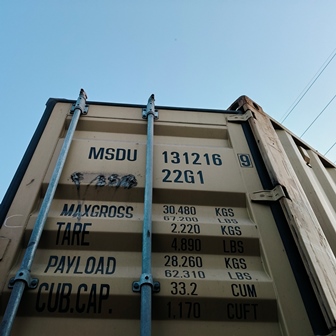 MSDU 131216 9
22G1
MAXGROSS 30.480 KGS
67.200 LBS
TARE 2.220 KGS
4.890 LBS
PAYLOAD 28.260 KGS
62.310 LBS
CUB.CAP. 33.2 CUM
1.170 CUFT